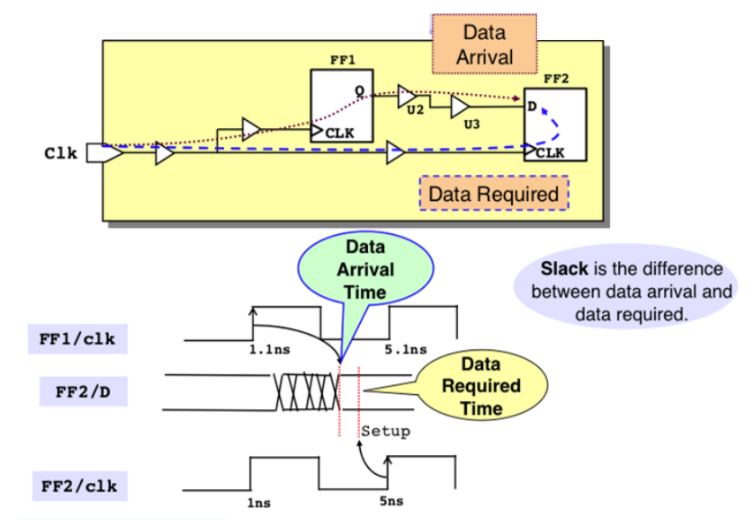 Data
Arrival
FF1
FF2
Q
U2
U3
D
CLK
Clk
CLK
Data Required
Data
Arrival
Time
Slack is the difference
between data arrival and
data required.
FF1/clk
1.1ns
5.1ns
FF2/D
Data
Required
Time
Setup
FF2/clk
1ns
5ns